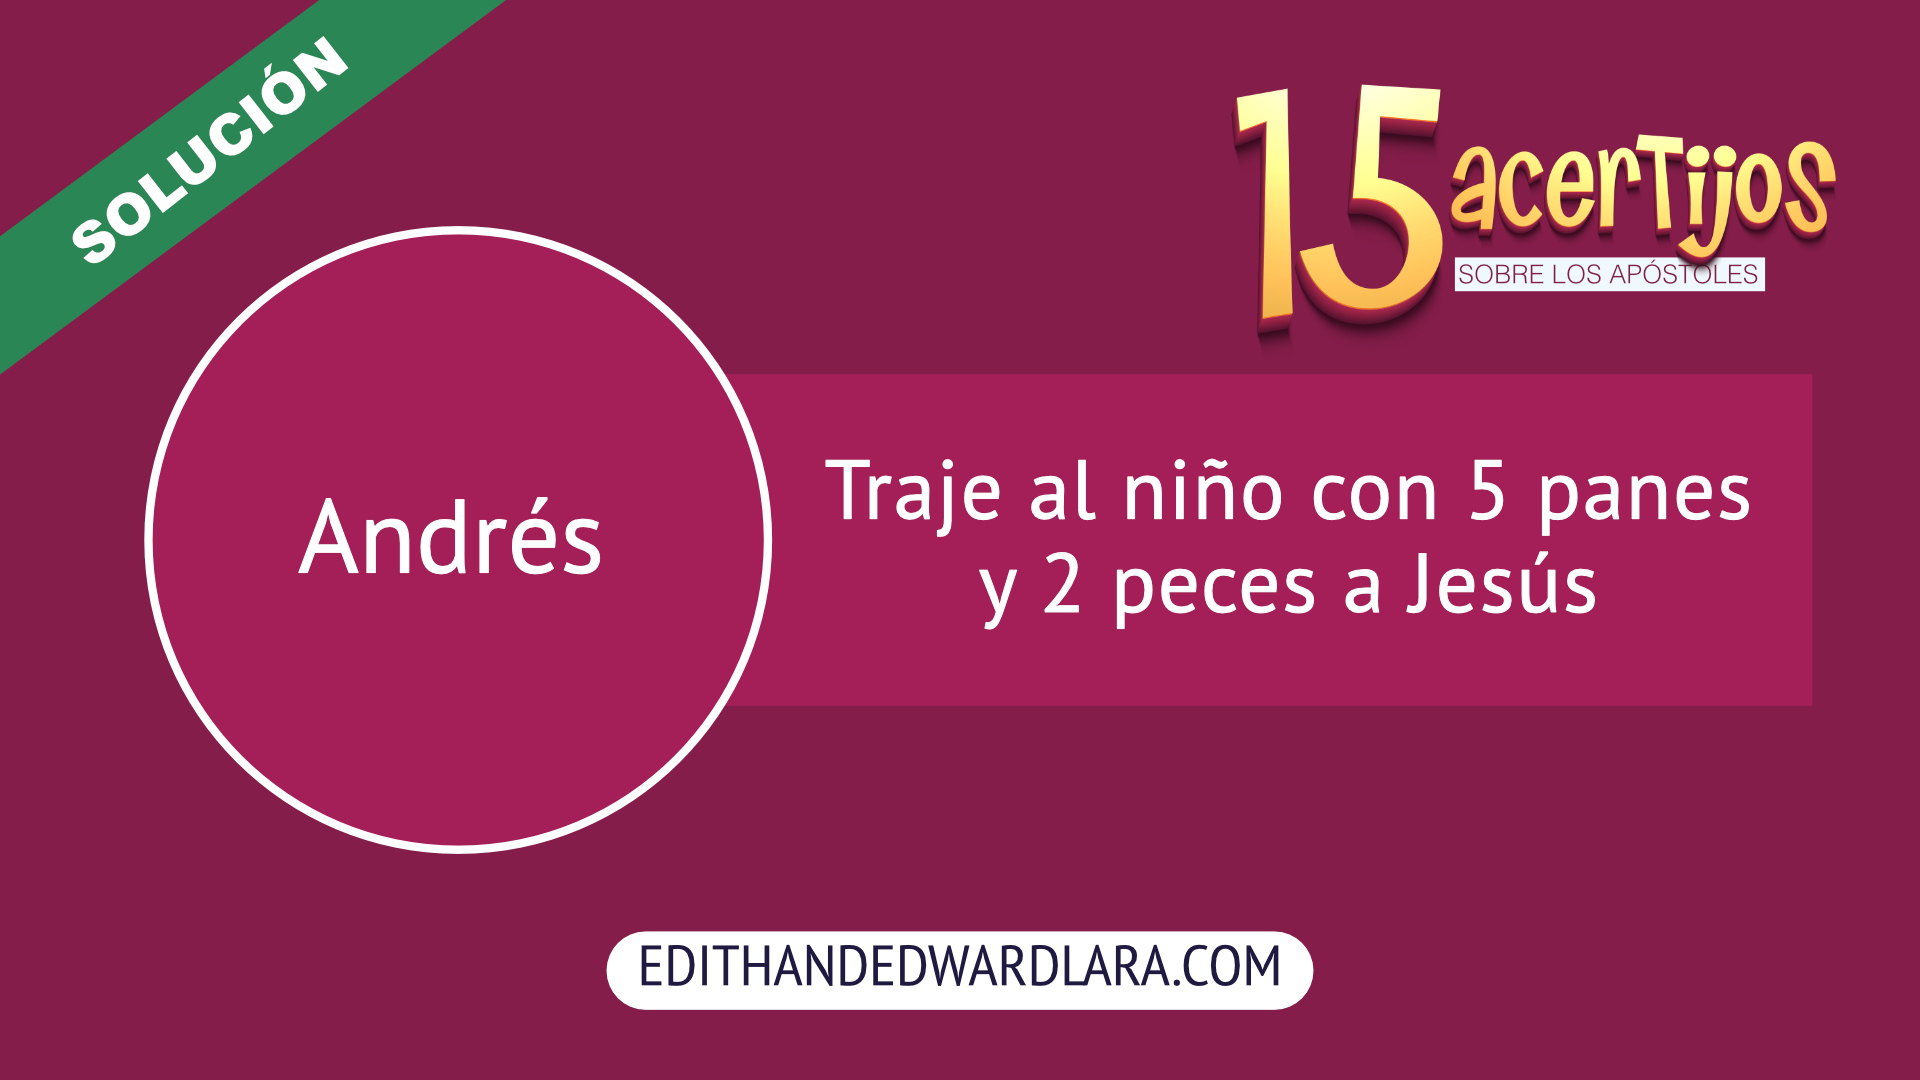 SOLUCIÓN
15 acertijos
SOBRE LOS APÓSTOLES
Andrés
Traje al niño con 5 panes
y 2 peces a Jesús
EDITHANDEDWARDLARA.COM